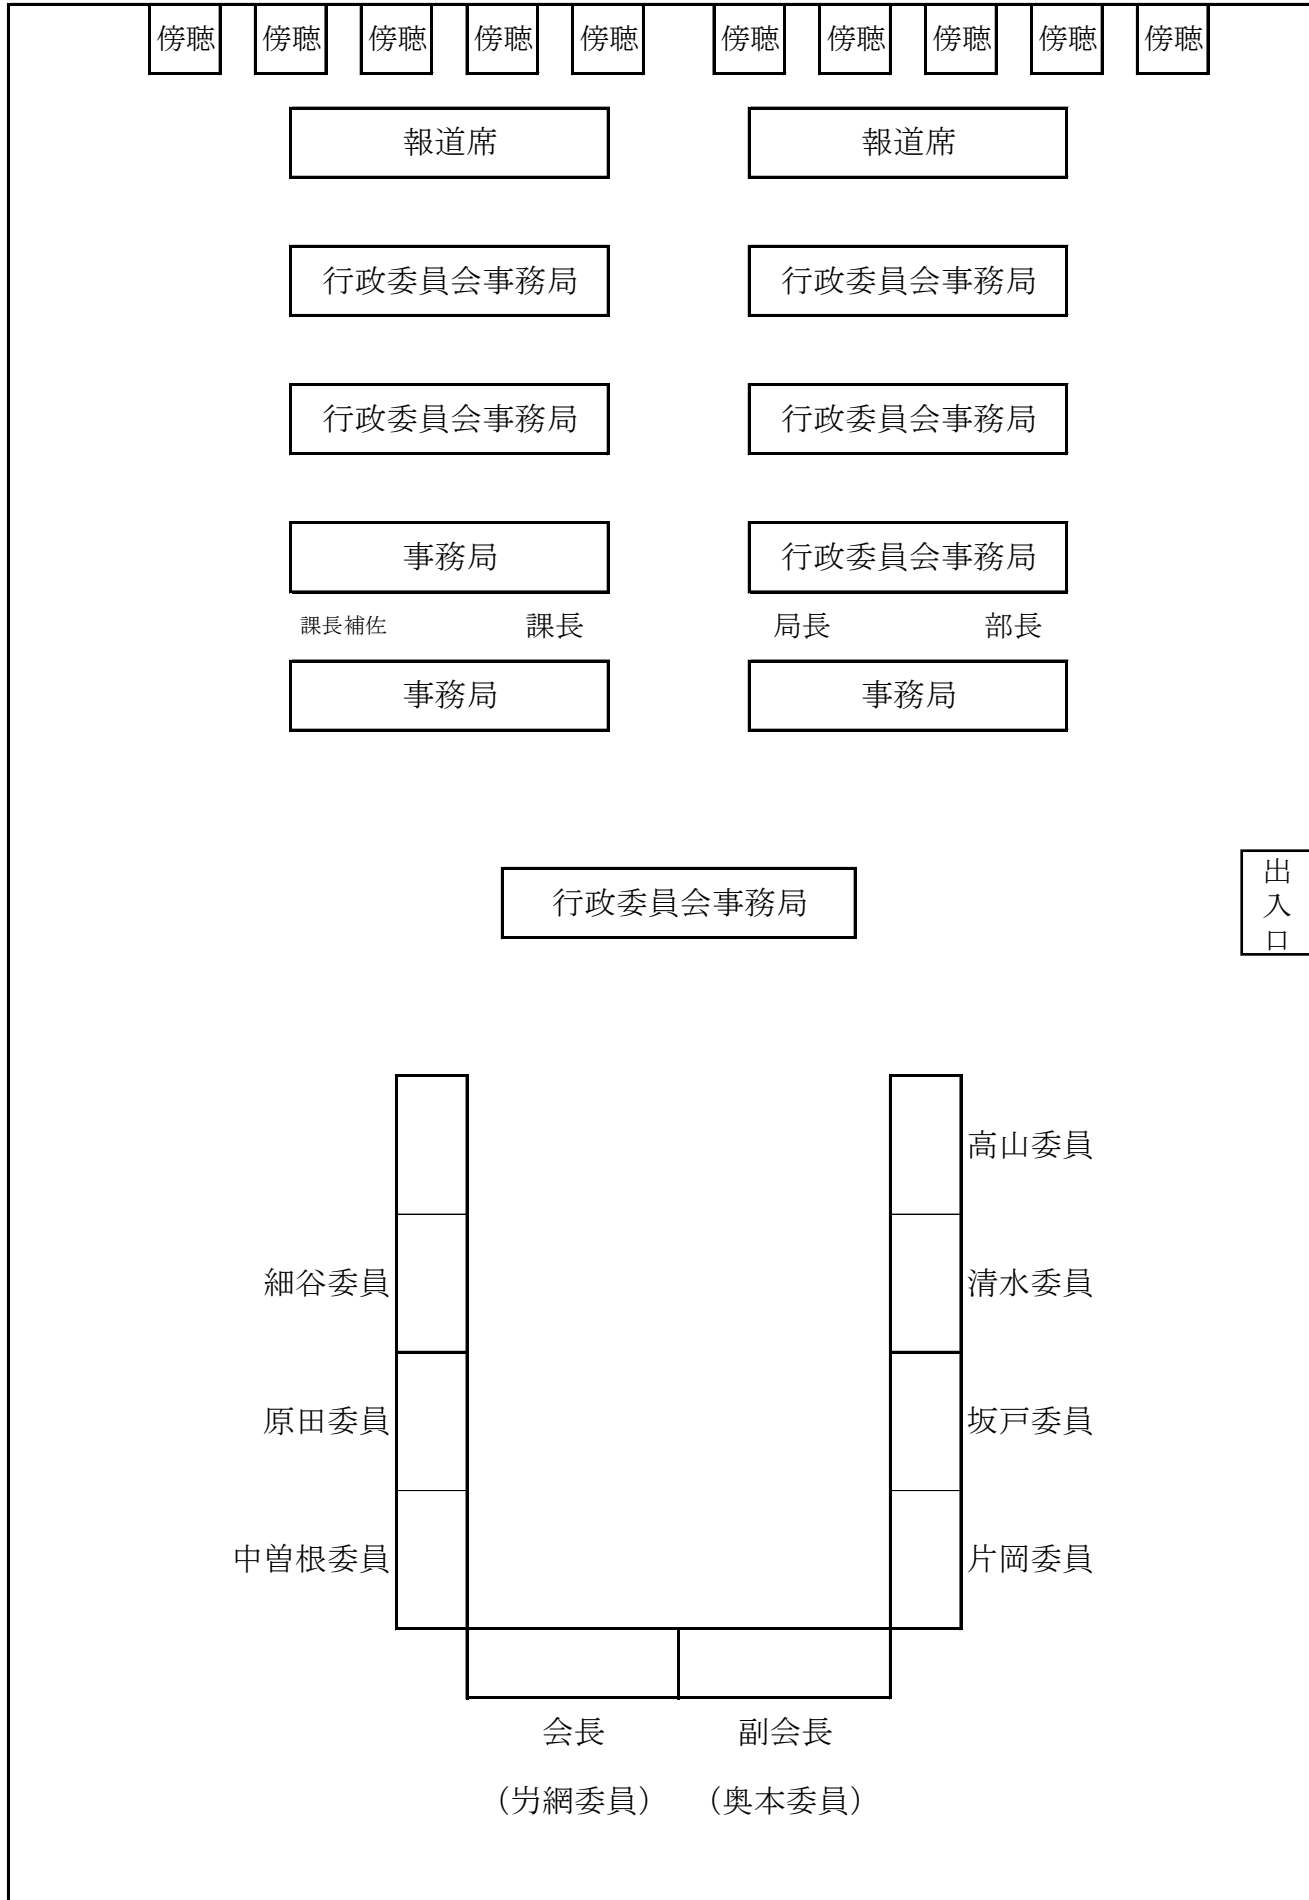 傍聴 傍聴 傍聴 傍聴 傍聴 傍聴 傍聴 傍聴 傍聴 傍聴
報道席 報道席
行政委員会事務局 行政委員会事務局
行政委員会事務局 行政委員会事務局
事務局 行政委員会事務局
課長補佐 課長 局長 部長
事務局 事務局
行政委員会事務局
出入口
高山委員
細谷委員 清水委員
原田委員 坂戸委員
中曽根委員 片岡委員
会長 副会長
（屶網委員） （奥本委員）